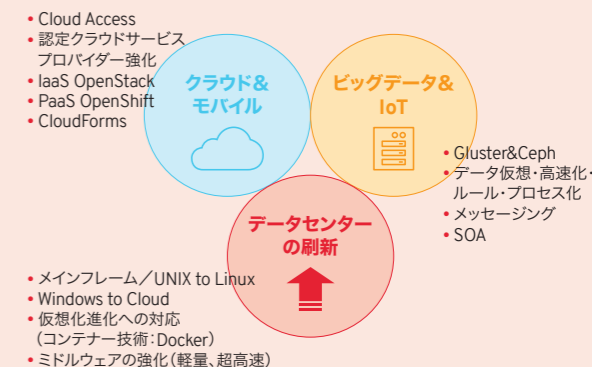 • Cloud Access
• 認定クラウドサービス
プロバイダー強化
• IaaS OpenStack
• PaaS OpenShift
• CloudForms
クラウド&
モバイル
ビッグデータ&
IoT
• Gluster&Ceph
• データ仮想・高速化・
ルール・プロセス化
• メッセージング
• SOA
データセンター
の刷新
• メインフレーム／UNIX to Linux
• Windows to Cloud
• 仮想化進化への対応
（コンテナー技術：Docker）
• ミドルウェアの強化（軽量、超高速）